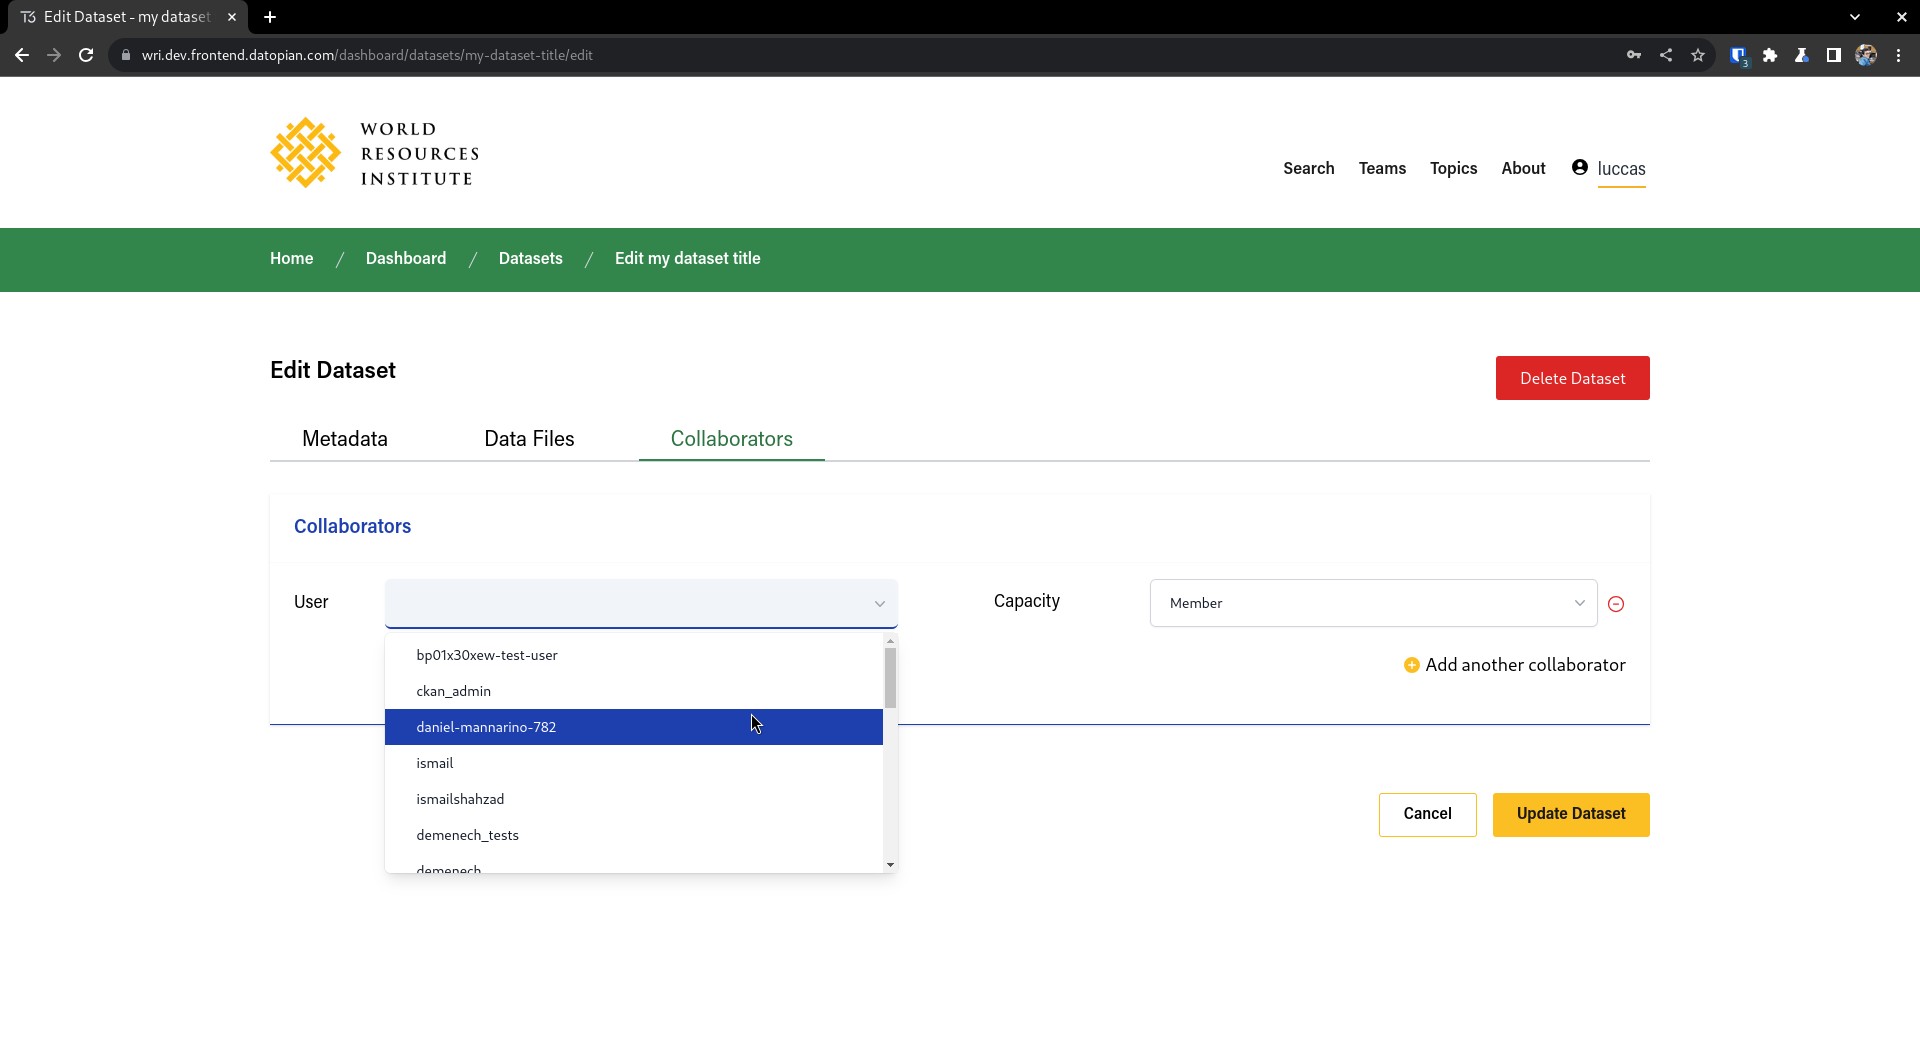 Edit Dataset - my dataset
wri.dev.frontend.datopian.com/dashboard/datasets/my-dataset-title/edit
3
WORLD
RESOURCES
INSTITUTE
Search Teams Topics About luccas
Home / Dashboard / Datasets / Edit my dataset title
Edit Dataset
Delete Dataset
Metadata Data Files Collaborators
Collaborators
User
Capacity Member
bp01x30xew-test-user
Add another collaborator
ckan_admin
daniel-mannarino-782
ismail
ismailshahzad
demenech_tests
demenech
Cancel Update Dataset